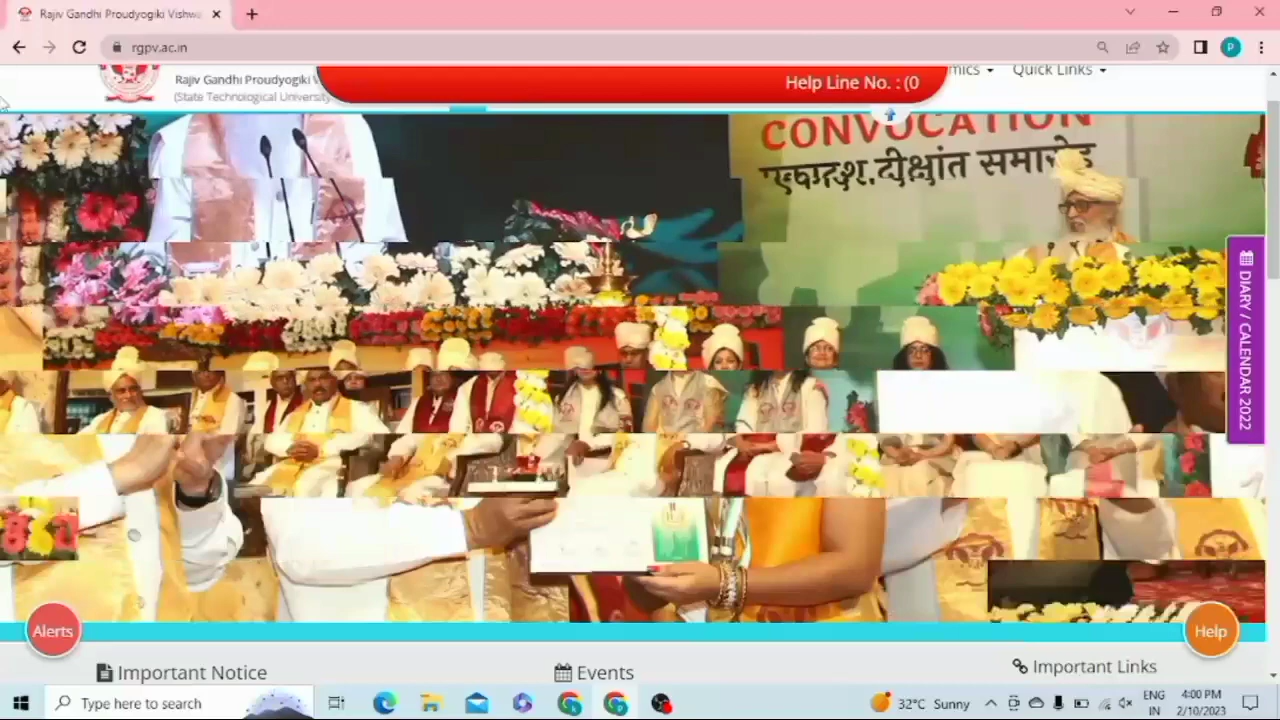 Rajiv Gandhi Proudyogiki Vishw
rgpv.ac.in
Rajiv Gandhi Proudyogiki V
(State Technological University
Help Line No. : (0
mics
Quick Links
CONVOCATION
एकादश दीक्षांत समारोह
DIARY / CALENDAR 2022
Alerts
Help
Important Notice
Events
Important Links
Type here to search
32°C Sunny
ENG
IN
4:00 PM
2/10/2023